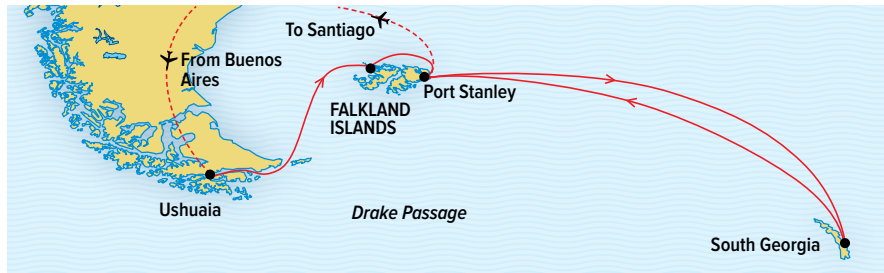 To Santiago
From Buenos
Aires
Port Stanley
FALKLAND
ISLANDS
Ushuaia
Drake Passage
South Georgia